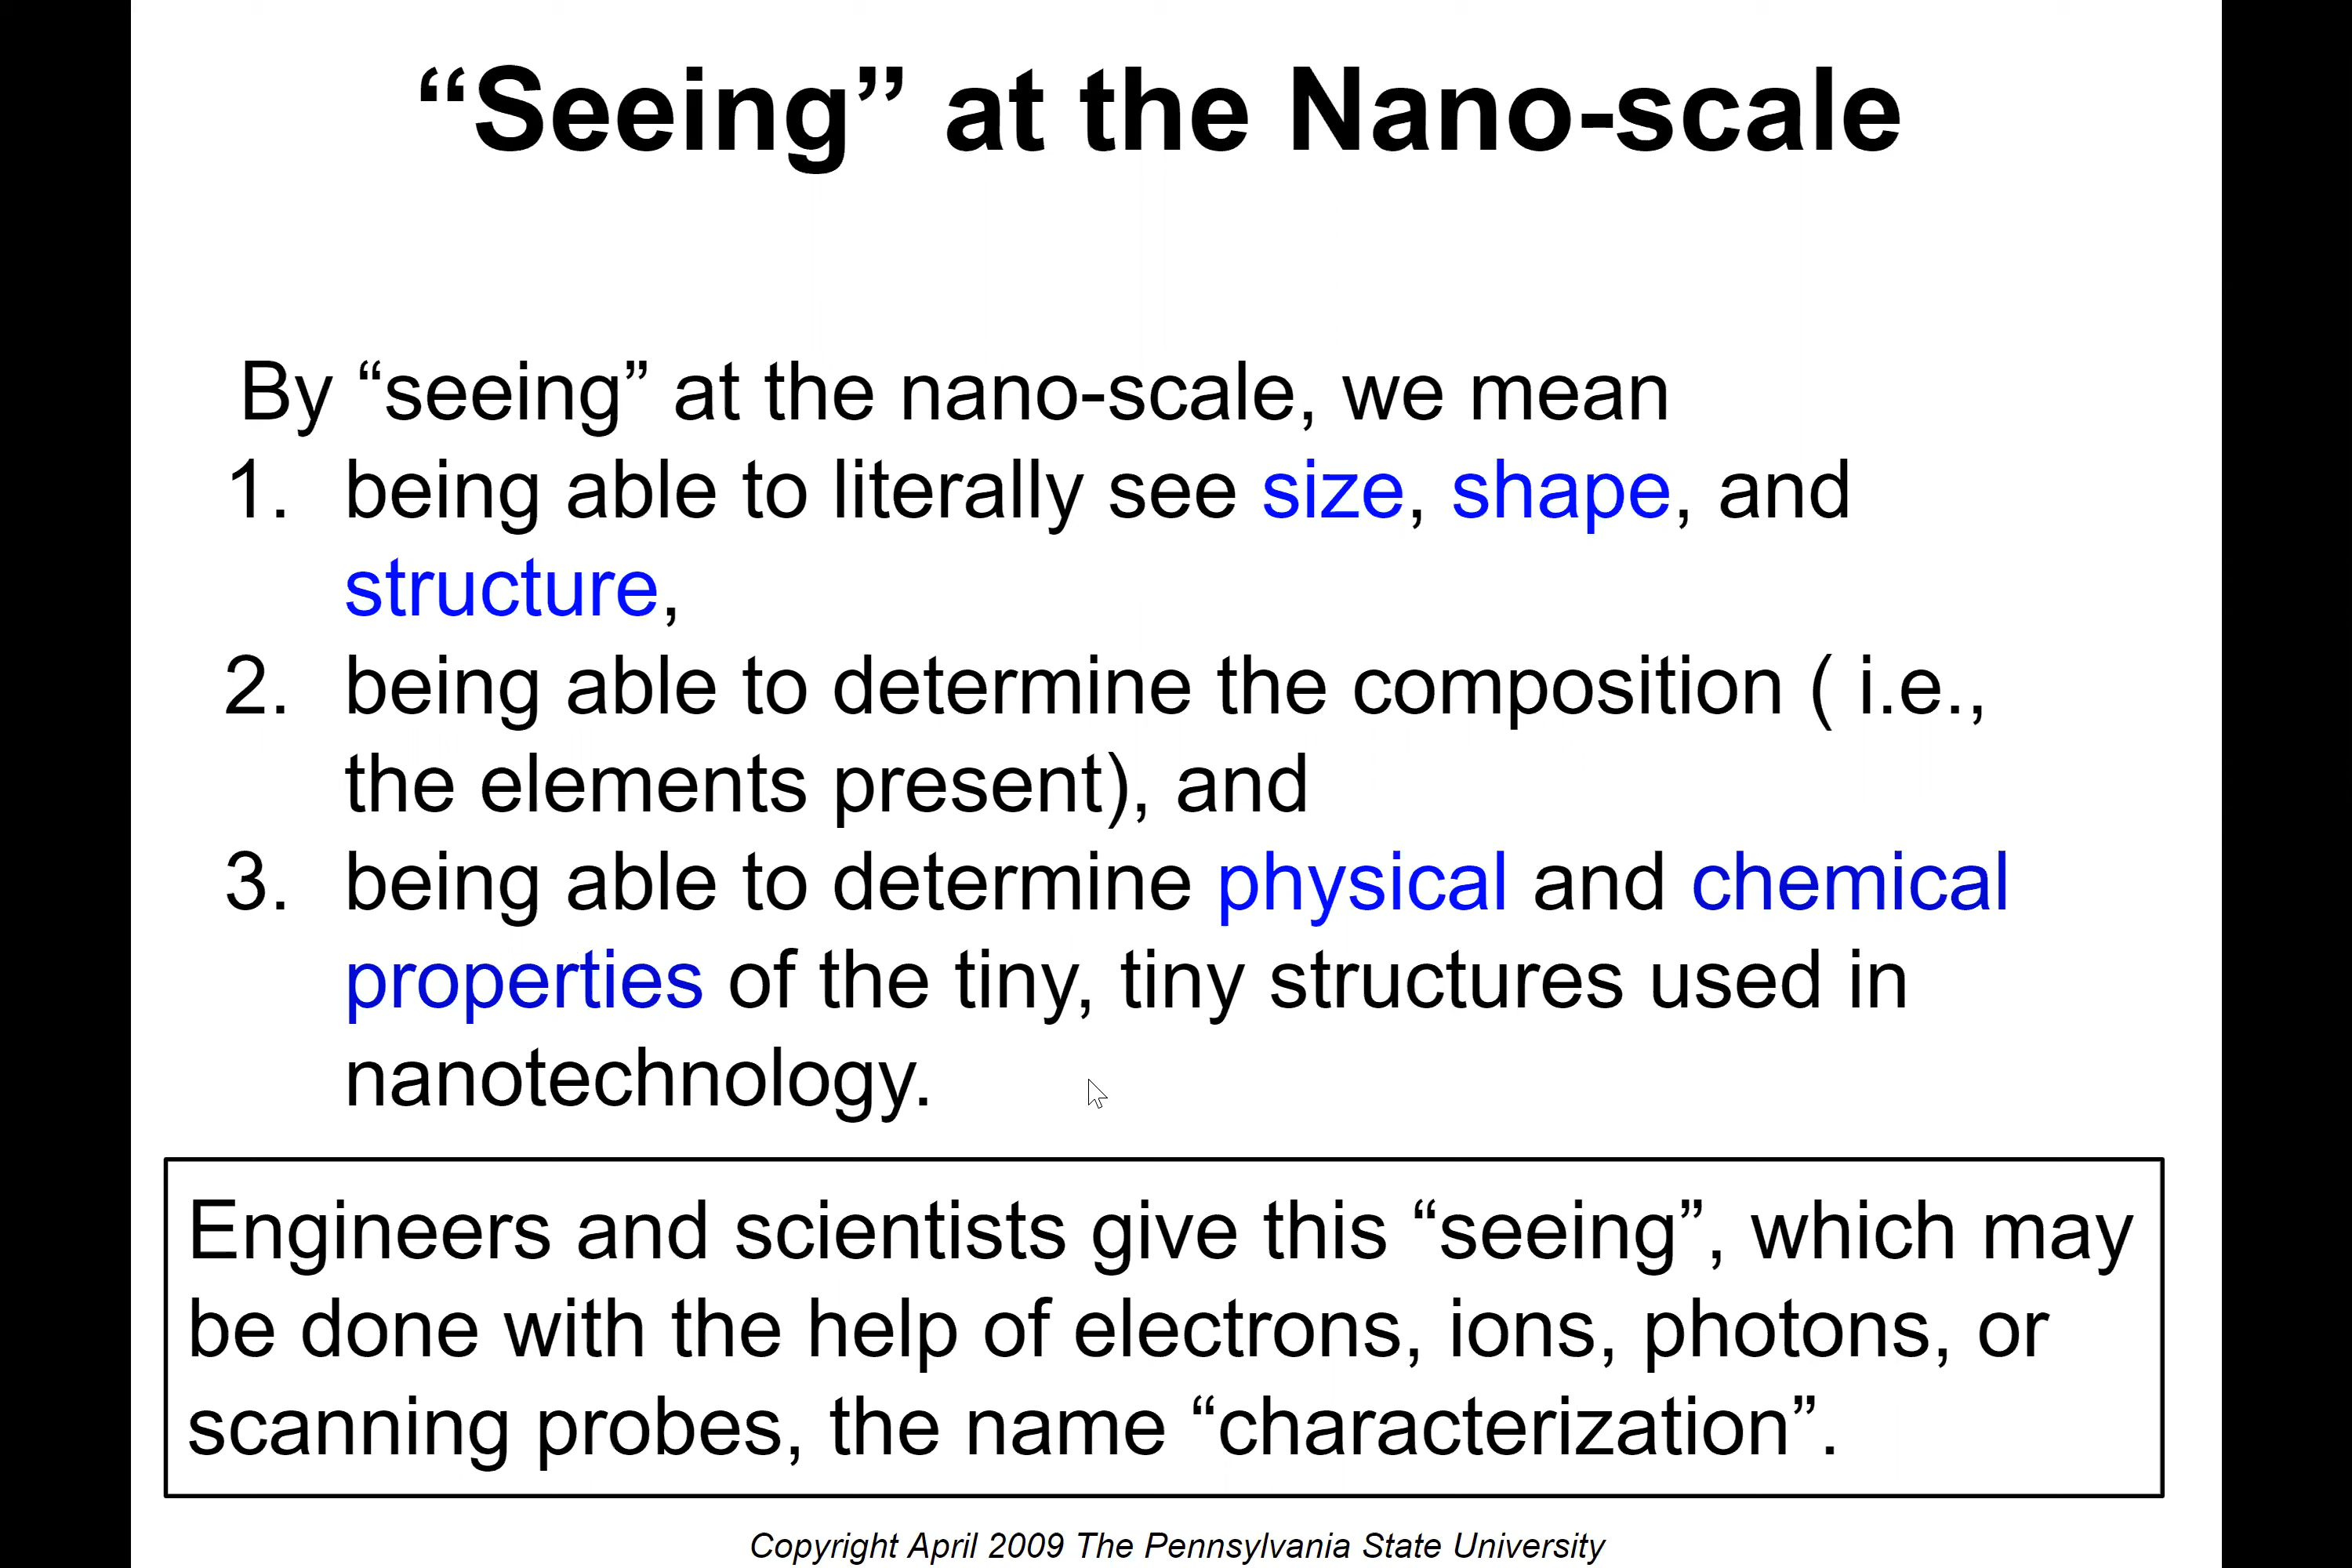 “Seeing” at the Nano-scale
By “seeing” at the nano-scale, we mean
1. being able to literally see size, shape, and
structure,
2. being able to determine the composition ( i.e.,
the elements present), and
3. being able to determine physical and chemical
properties of the tiny, tiny structures used in
nanotechnology.
Engineers and scientists give this “seeing”, which may
be done with the help of electrons, ions, photons, or
scanning probes, the name “characterization”.
Copyright April 2009 The Pennsylvania State University